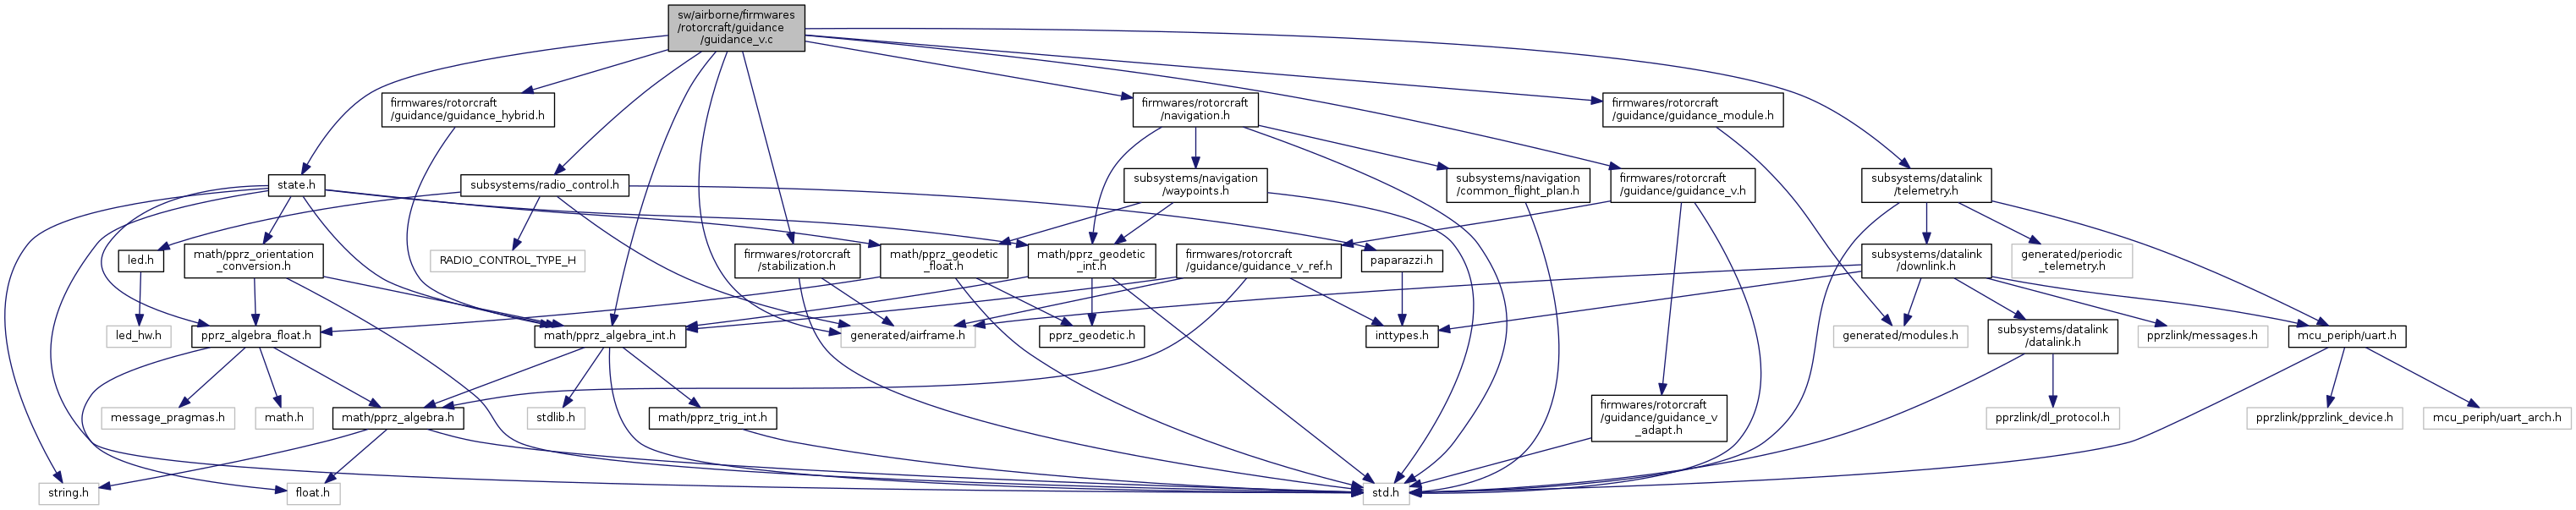 sw/airborne/firmwares
/rotorcraft/guidance
/guidance_v.c
firmwares/rotorcraft
/guidance/guidance_hybrid.h
firmwares/rotorcraft
/navigation.h
firmwares/rotorcraft
/guidance/guidance_module.h
state.h
subsystems/radio_control.h
subsystems/navigation
/waypoints.h
subsystems/navigation
/common_flight_plan.h
firmwares/rotorcraft
/guidance/guidance_v.h
subsystems/datalink
/telemetry.h
led.h
math/pprz_orientation
_conversion.h
RADIO_CONTROL_TYPE_H
firmwares/rotorcraft
/stabilization.h
math/pprz_geodetic
_float.h
math/pprz_geodetic
_int.h
firmwares/rotorcraft
/guidance/guidance_v_ref.h
paparazzi.h
subsystems/datalink
/downlink.h
generated/periodic
_telemetry.h
led_hw.h
pprz_algebra_float.h
math/pprz_algebra_int.h
generated/airframe.h
pprz_geodetic.h
inttypes.h
generated/modules.h
subsystems/datalink
/datalink.h
pprzlink/messages.h
mcu_periph/uart.h
message_pragmas.h
math.h
math/pprz_algebra.h
stdlib.h
math/pprz_trig_int.h
firmwares/rotorcraft
/guidance/guidance_v
_adapt.h
pprzlink/dl_protocol.h
pprzlink/pprzlink_device.h
mcu_periph/uart_arch.h
string.h
float.h
std.h